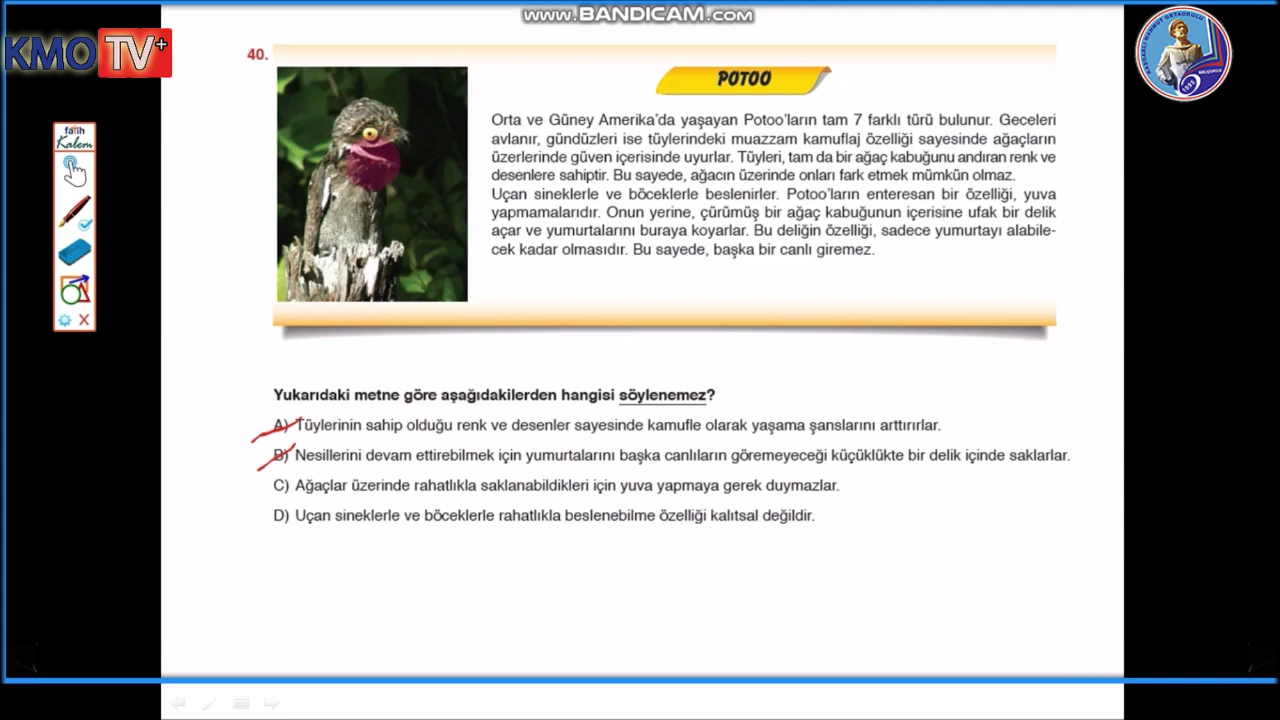 www.BANDICAM.com
KMO TV+
fatih
Kalem
40.
POTOO
Orta ve Güney Amerika'da yaşayan Potoo'ların tam 7 farklı türü bulunur. Geceleri
avlanır, gündüzleri ise tüylerindeki muazzam kamuflaj özelliği sayesinde ağaçların
üzerlerinde güven içerisinde uyurlar. Tüyleri, tam da bir ağaç kabuğunu andıran renk ve
desenlere sahiptir. Bu sayede, ağacın üzerinde onları fark etmek mümkün olmaz.
Uçan sineklerle ve böceklerle beslenirler. Potoo'ların enteresan bir özelliği, yuva
yapmamalarıdır. Onun yerine, çürümüş bir ağaç kabuğunun içerisine ufak bir delik
açar ve yumurtalarını buraya koyarlar. Bu deliğin özelliği, sadece yumurtayı alabile-
cek kadar olmasıdır. Bu sayede, başka bir canlı giremez.
Yukarıdaki metne göre aşağıdakilerden hangisi söylenemez?
A) Tüylerinin sahip olduğu renk ve desenler sayesinde kamufle olarak yaşama şanslarını arttırırlar.
B) Nesillerini devam ettirebilmek için yumurtalarını başka canlıların göremeyeceği küçüklükte bir delik içinde saklarlar.
C) Ağaçlar üzerinde rahatlıkla saklanabildikleri için yuva yapmaya gerek duymazlar.
D) Uçan sineklerle ve böceklerle rahatlıkla beslenebilme özelliği kalıtsal değildir.